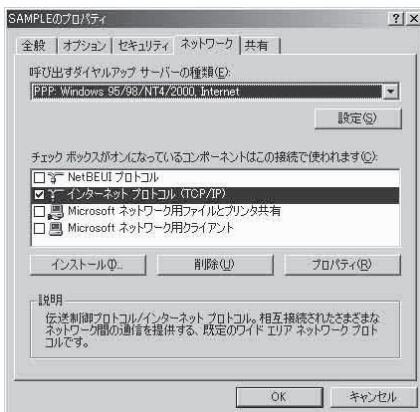 SAMPLEのプロパティ
全般 オプション セキュリティ ネットワーク 共有
呼び出すダイヤルアップ サーバーの種類(E):
PPP: Windows 95/98/NT4/2000, Internet
設定(S)
チェック ボックスがオンになっているコンポーネントはこの接続で使われます(C):
NetBEUI プロトコル
インターネット プロトコル (TCP/IP)
Microsoft ネットワーク用ファイルとプリンタ共有
Microsoft ネットワーク用クライアント
インストール(I)... 削除(U) プロパティ(R)
説明
伝送制御プロトコル/インターネット プロトコル。相互接続されたさまざまな
ネットワーク間の通信を提供する、既定のワイド エリア ネットワーク プロト
コルです。
OK キャンセル